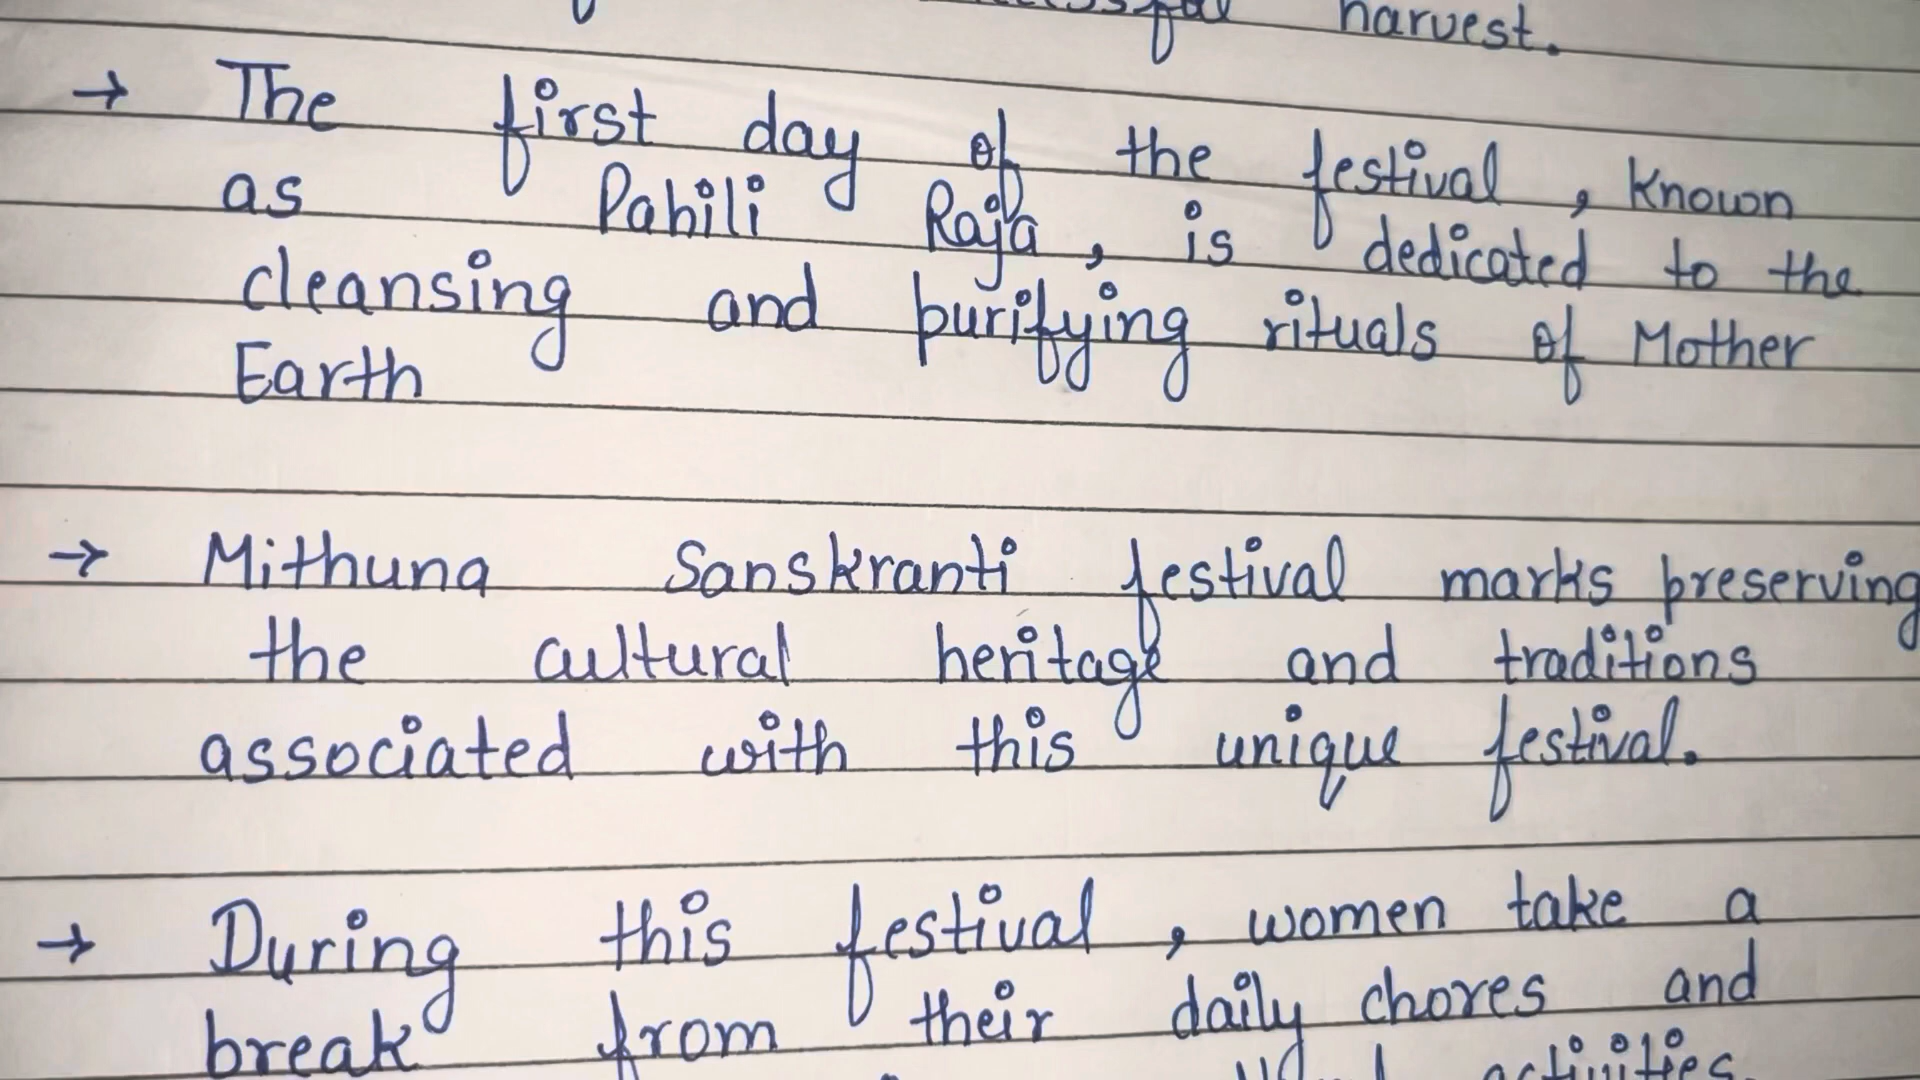 harvest.
→ The first day of the festival, known
as Pahili Raja, is dedicated to the
cleansing and purifying rituals of Mother
Earth
→ Mithuna Sanskranti festival marks preserving
the cultural heritage and traditions
associated with this unique festival.
→ During this festival, women take a
break from their daily chores and
activities.